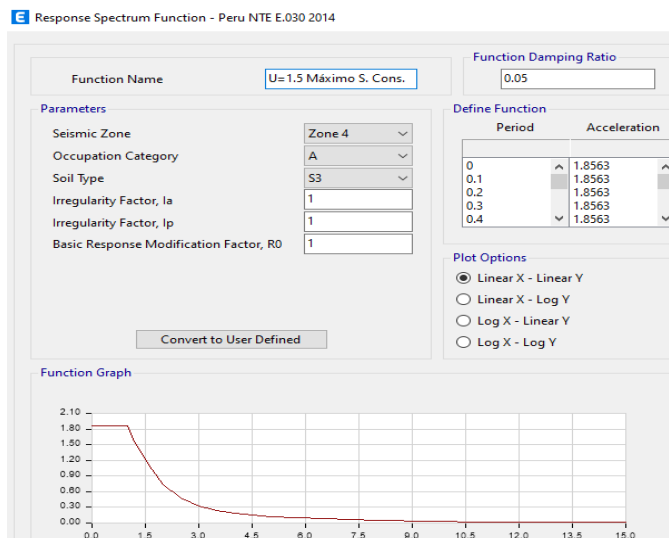 E Response Spectrum Function - Peru NTE E.030 2014
Function Name
U=1.5 Máximo S. Cons.
Function Damping Ratio
0.05
Parameters
Seismic Zone Zone 4
Occupation Category A
Soil Type S3
Irregularity Factor, Ia 1
Irregularity Factor, Ip 1
Basic Response Modification Factor, R0 1
Convert to User Defined
Define Function
Period Acceleration
0 1.8563
0.1 1.8563
0.2 1.8563
0.3 1.8563
0.4 1.8563
Plot Options
Linear X - Linear Y
Linear X - Log Y
Log X - Linear Y
Log X - Log Y
Function Graph
2.10
1.80
1.50
1.20
0.90
0.60
0.30
0.00
0.0 1.5 3.0 4.5 6.0 7.5 9.0 10.5 12.0 13.5 15.0